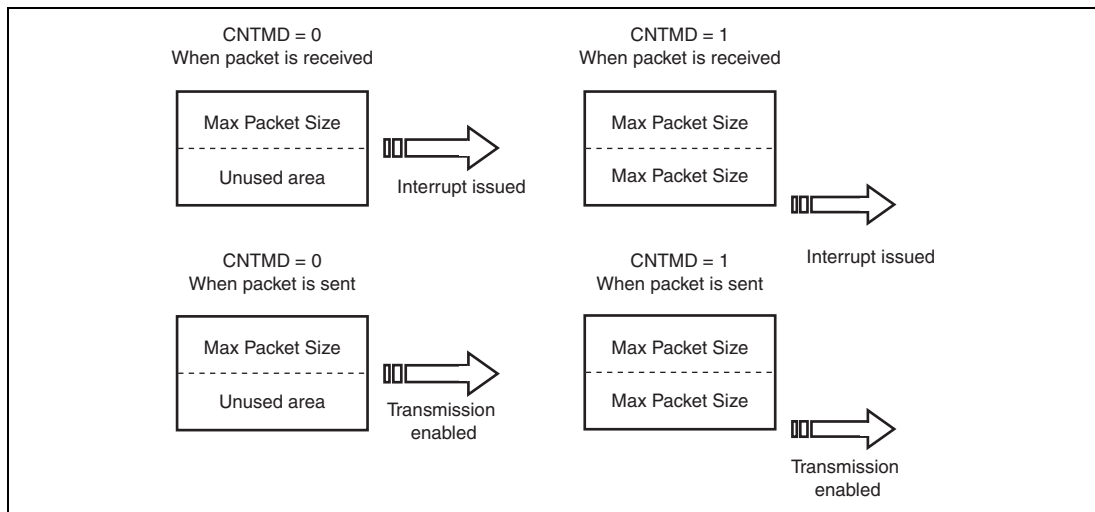 CNTMD = 0
When packet is received
Max Packet Size
Unused area
Interrupt issued
CNTMD = 1
When packet is received
Max Packet Size
Max Packet Size
Interrupt issued
CNTMD = 0
When packet is sent
Max Packet Size
Unused area
Transmission
enabled
CNTMD = 1
When packet is sent
Max Packet Size
Max Packet Size
Transmission
enabled